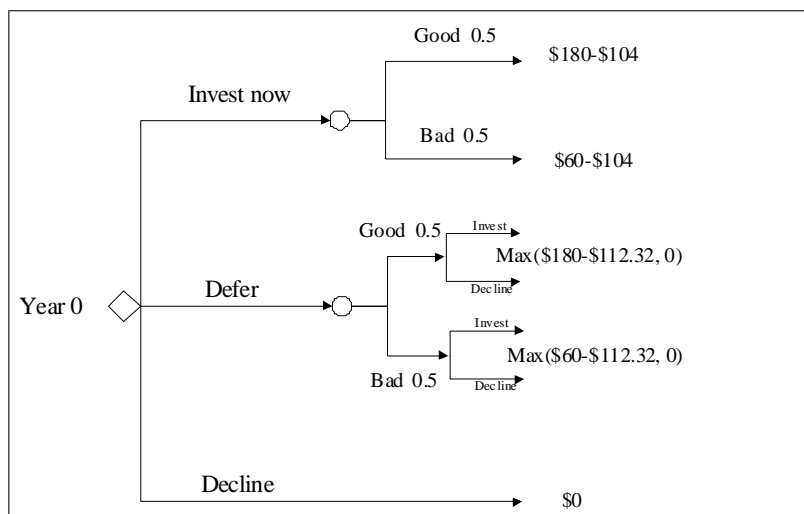 Good 0.5
$180-$104
Invest now
Bad 0.5
$60-$104
Invest
Good 0.5
Max($180-$112.32, 0)
Decline
Year 0
Defer
Invest
Max($60-$112.32, 0)
Bad 0.5
Decline
Decline
$0